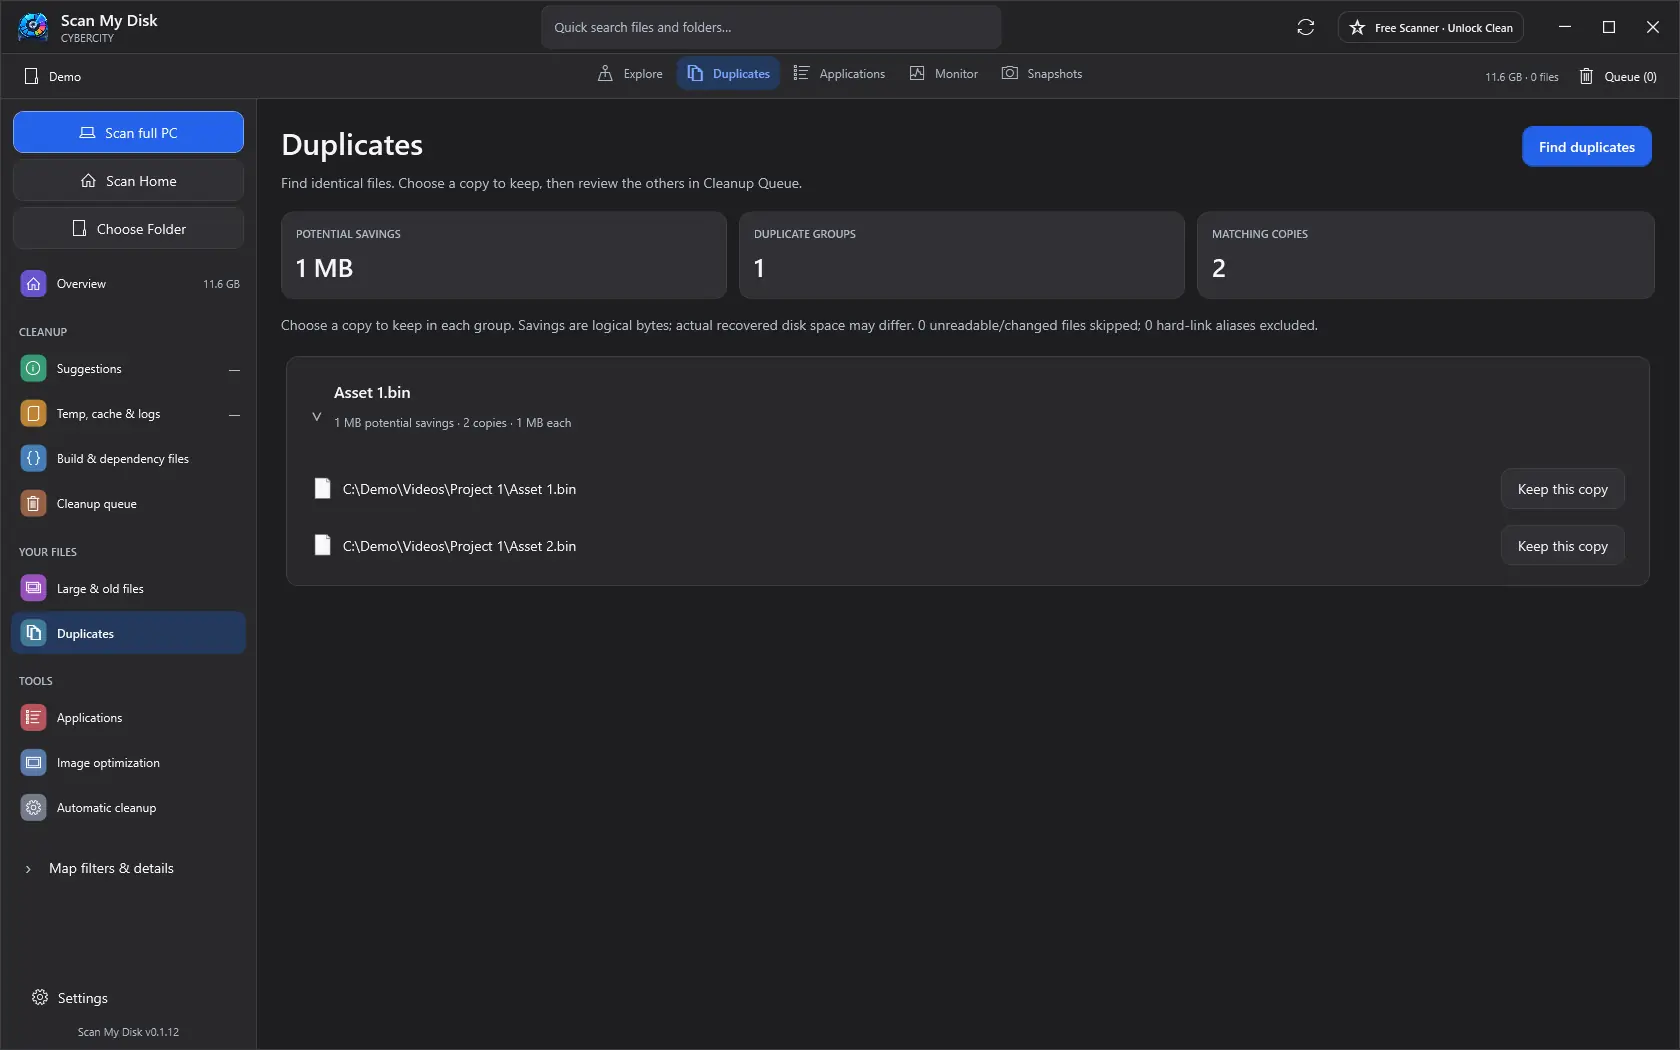 Scan My Disk
CYBERCITY
Quick search files and folders...
Free Scanner · Unlock Clean
Demo
Explore
Duplicates
Applications
Monitor
Snapshots
11.6 GB · 0 files
Queue (0)
Scan full PC
Scan Home
Choose Folder
Overview
11.6 GB
CLEANUP
Suggestions
—
Temp, cache & logs
—
Build & dependency files
Cleanup queue
YOUR FILES
Large & old files
Duplicates
TOOLS
Applications
Image optimization
Automatic cleanup
Map filters & details
Settings
Scan My Disk v0.1.12
Duplicates
Find duplicates
Find identical files. Choose a copy to keep, then review the others in Cleanup Queue.
POTENTIAL SAVINGS
1 MB
DUPLICATE GROUPS
1
MATCHING COPIES
2
Choose a copy to keep in each group. Savings are logical bytes; actual recovered disk space may differ. 0 unreadable/changed files skipped; 0 hard-link aliases excluded.
Asset 1.bin
1 MB potential savings · 2 copies · 1 MB each
C:\Demo\Videos\Project 1\Asset 1.bin
Keep this copy
C:\Demo\Videos\Project 1\Asset 2.bin
Keep this copy